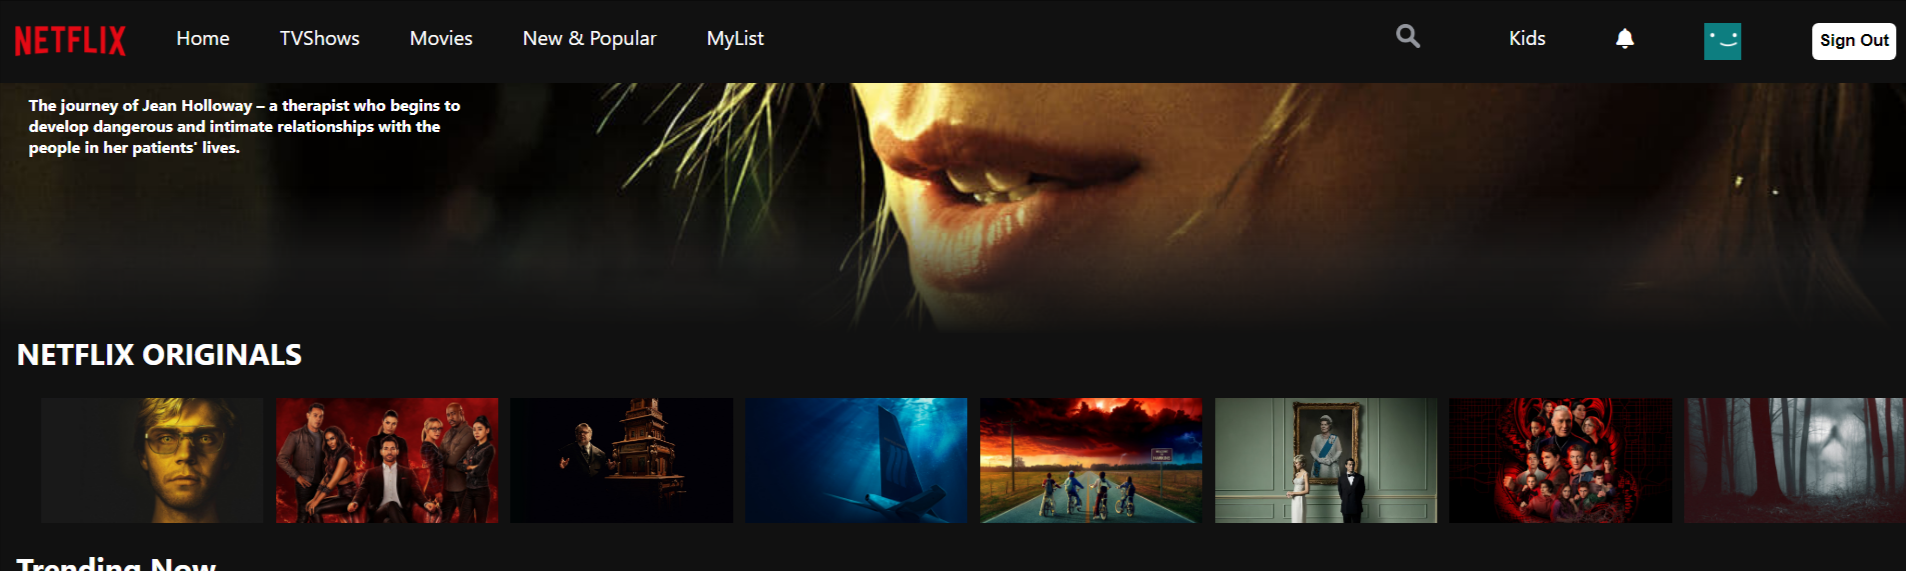 NETFLIX
Home
TVShows
Movies
New & Popular
MyList
Kids
Sign Out
The journey of Jean Holloway – a therapist who begins to
develop dangerous and intimate relationships with the
people in her patients' lives.
NETFLIX ORIGINALS
Trending Now